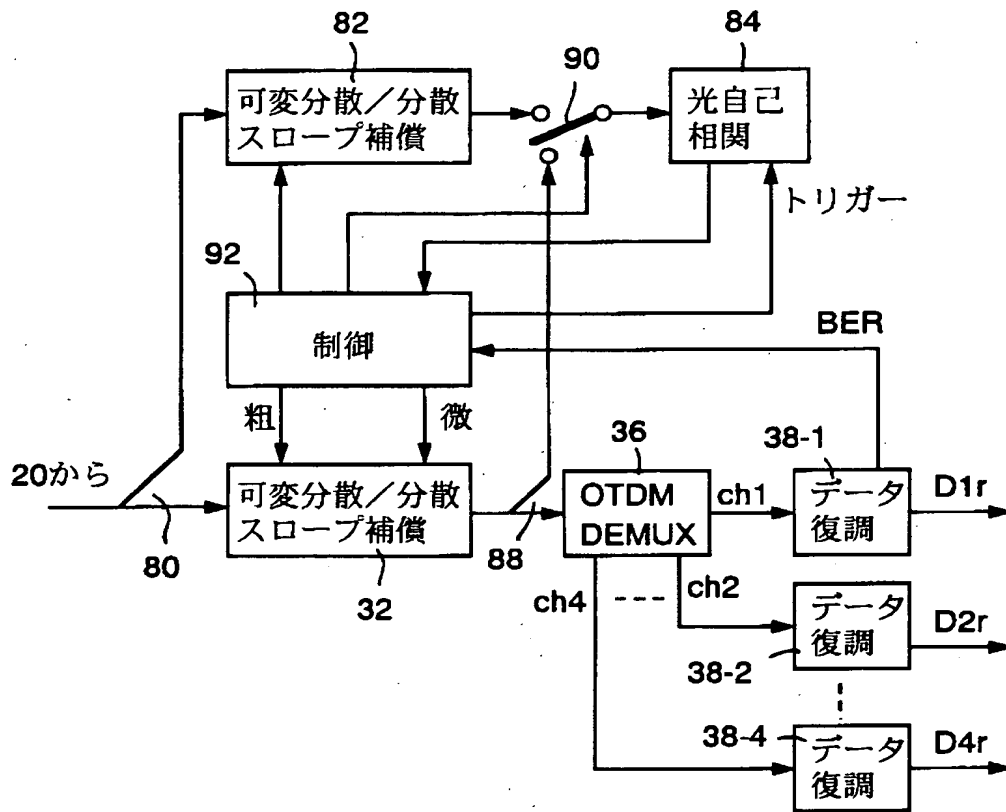 82
84
90
可変分散／分散
スロープ補償
光自己
相関
トリガー
92
制御
BER
粗
微
20から
80
可変分散／分散
スロープ補償
32
88
36
OTDM
DEMUX
ch1
38-1
データ
復調
D1r
ch4
ch2
データ
復調
D2r
38-2
38-4
データ
復調
D4r